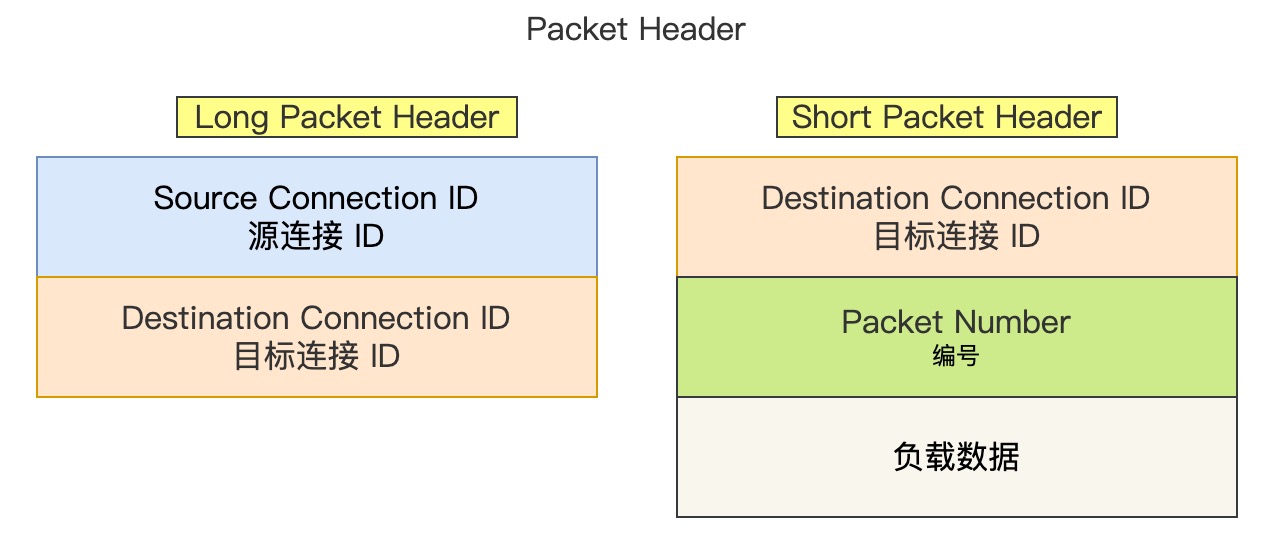 Packet Header
Long Packet Header
Source Connection ID
源连接 ID
Destination Connection ID
目标连接 ID
Short Packet Header
Destination Connection ID
目标连接 ID
Packet Number
编号
负载数据